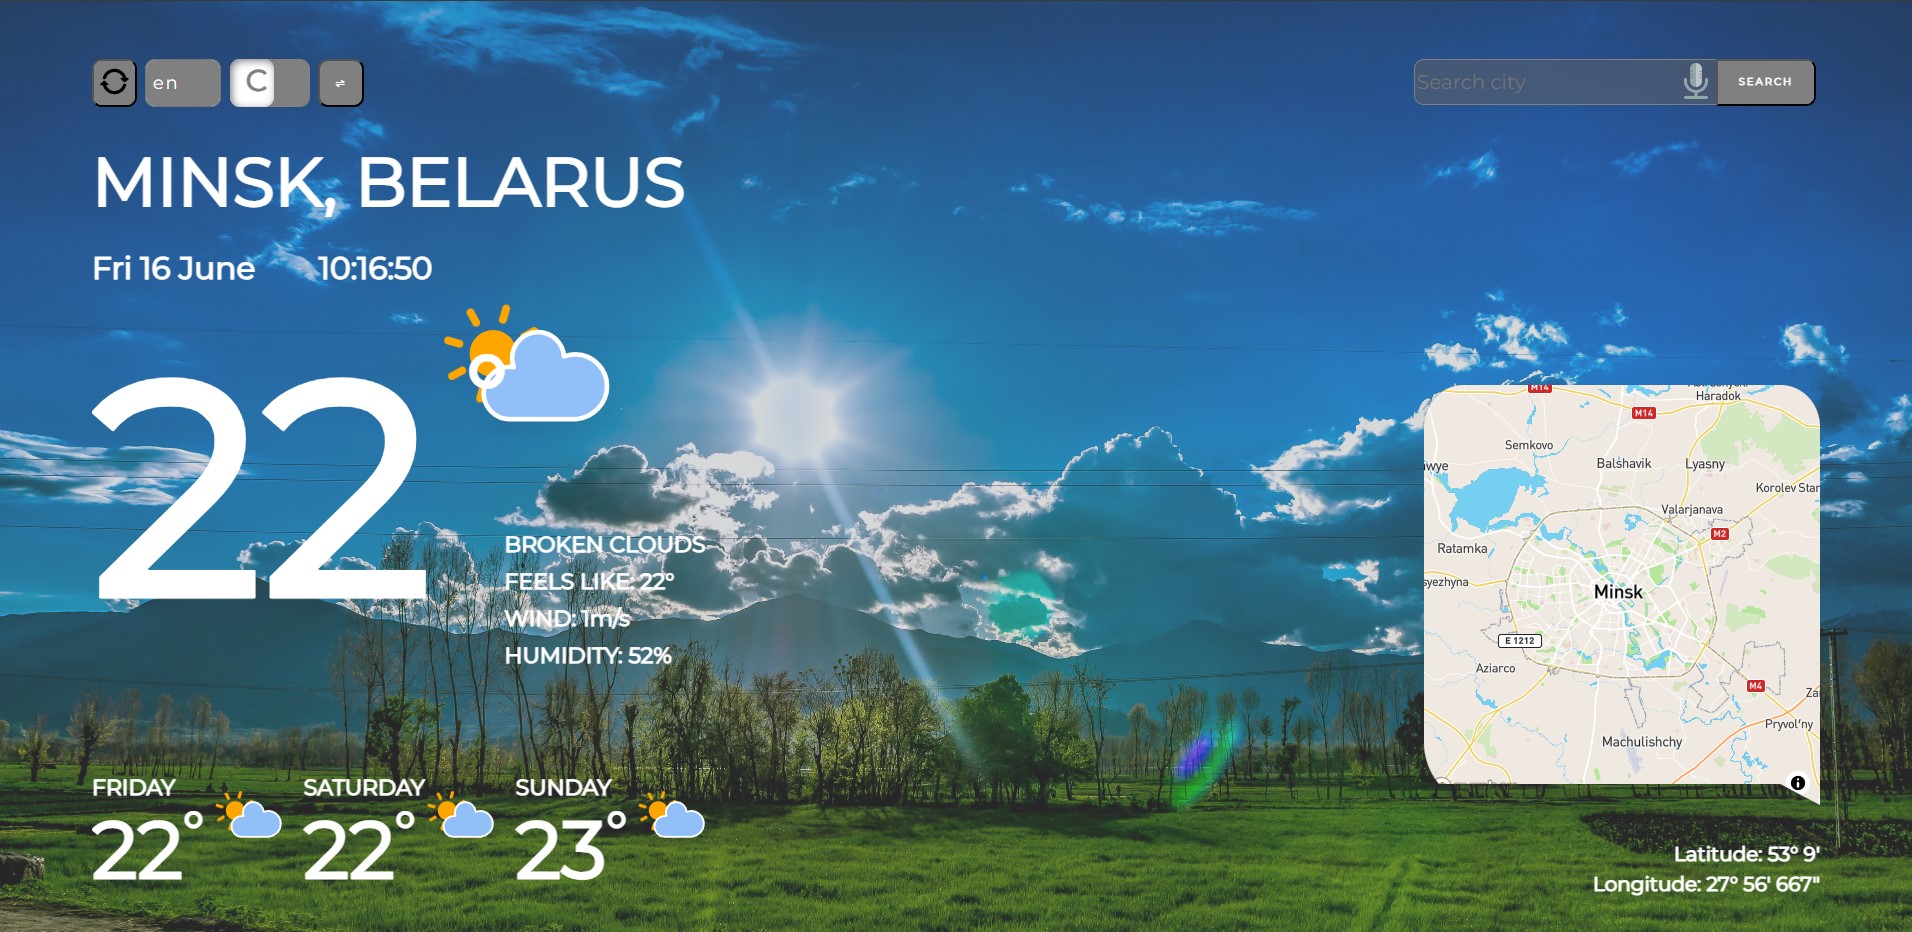 en
C
⇌
Search city
SEARCH
MINSK, BELARUS
Fri 16 June 10:16:50
22
BROKEN CLOUDS
FEELS LIKE: 22°
WIND: 1m/s
HUMIDITY: 52%
M14
Haradok
M14
Semkovo
Balshavik
Lyasny
Korolev Star
Valarjanava
M2
Ratamka
syezhyna
Minsk
E 1212
Aziarco
M4
Pryvol'ny
Machulishchy
FRIDAY
22°
SATURDAY
22°
SUNDAY
23°
Latitude: 53° 9'
Longitude: 27° 56' 667"